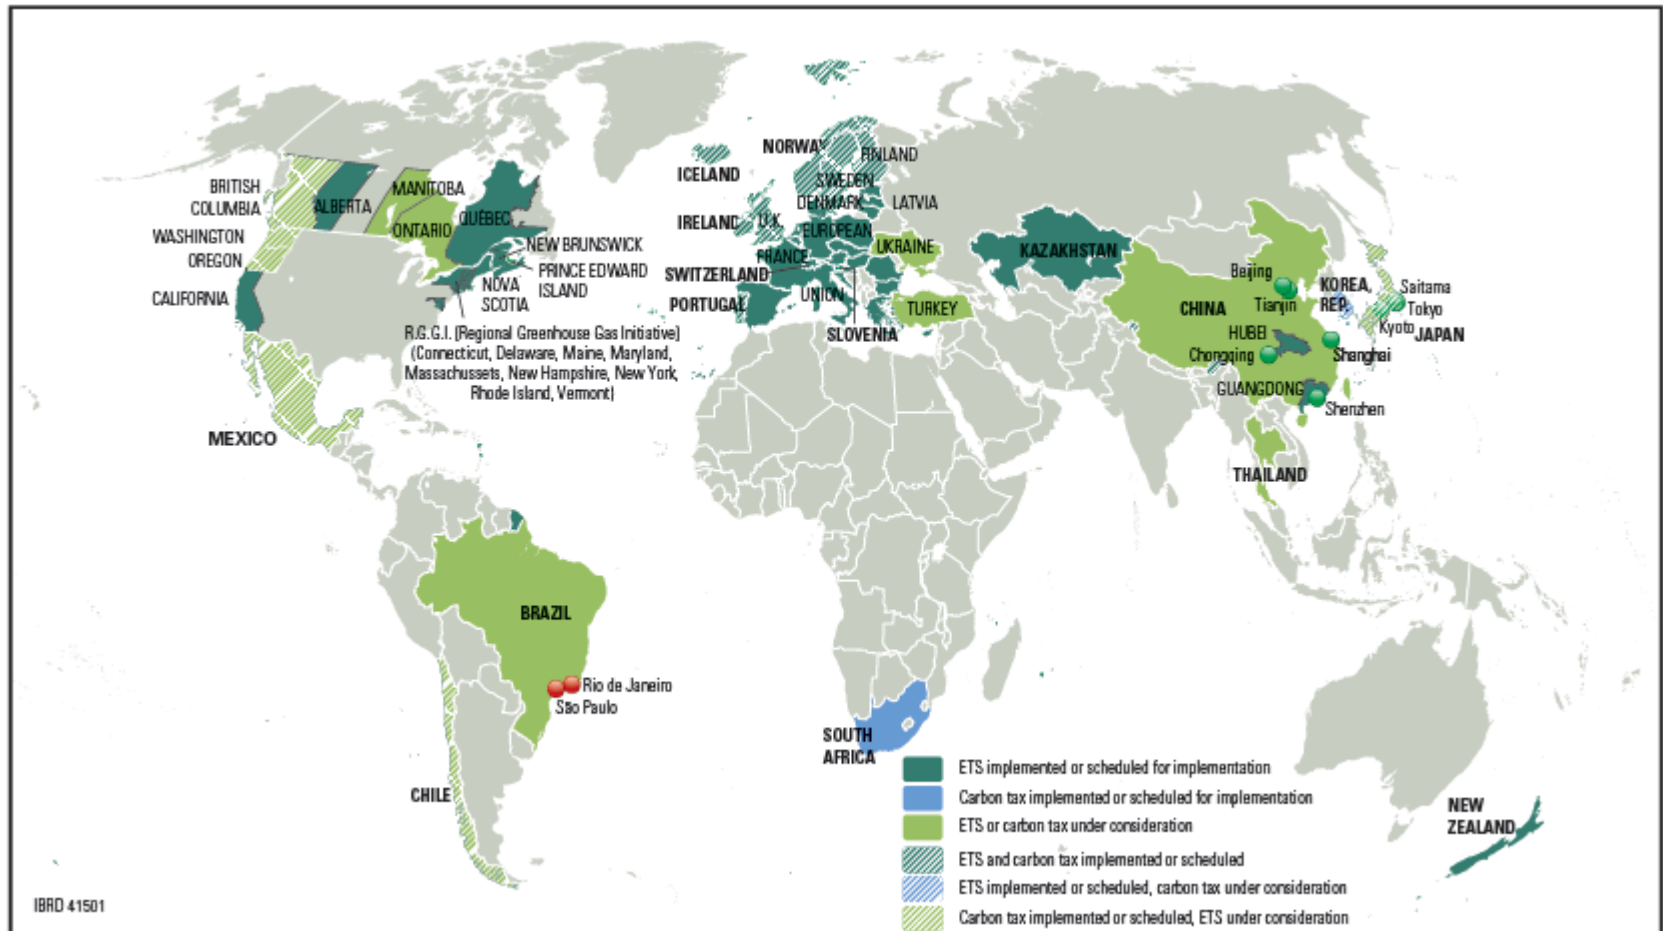 NORWAY
FINLAND
ICELAND
SWEDEN
BRITISH
COLUMBIA
ALBERTA
MANITOBA
QUÉBEC
ONTARIO
DENMARK
LATVIA
IRELAND
U.K.
EUROPEAN
WASHINGTON
OREGON
NEW BRUNSWICK
PRINCE EDWARD
ISLAND
NOVA
SCOTIA
CALIFORNIA
FRANCE
UKRAINE
KAZAKHSTAN
SWITZERLAND
PORTUGAL
UNION
TURKEY
SLOVENIA
Beijing
Tianjin
KOREA,
REP.
Saitama
Tokyo
Kyoto
JAPAN
CHINA
HUBEI
Chongqing
Shanghai
GUANGDONG
Shenzhen
R.G.G.I. (Regional Greenhouse Gas Initiative)
(Connecticut, Delaware, Maine, Maryland,
Massachussets, New Hampshire, New York,
Rhode Island, Vermont)
MEXICO
THAILAND
BRAZIL
Rio de Janeiro
São Paulo
SOUTH
AFRICA
CHILE
NEW
ZEALAND
ETS implemented or scheduled for implementation
Carbon tax implemented or scheduled for implementation
ETS or carbon tax under consideration
ETS and carbon tax implemented or scheduled
ETS implemented or scheduled, carbon tax under consideration
Carbon tax implemented or scheduled, ETS under consideration
IBRD 41501